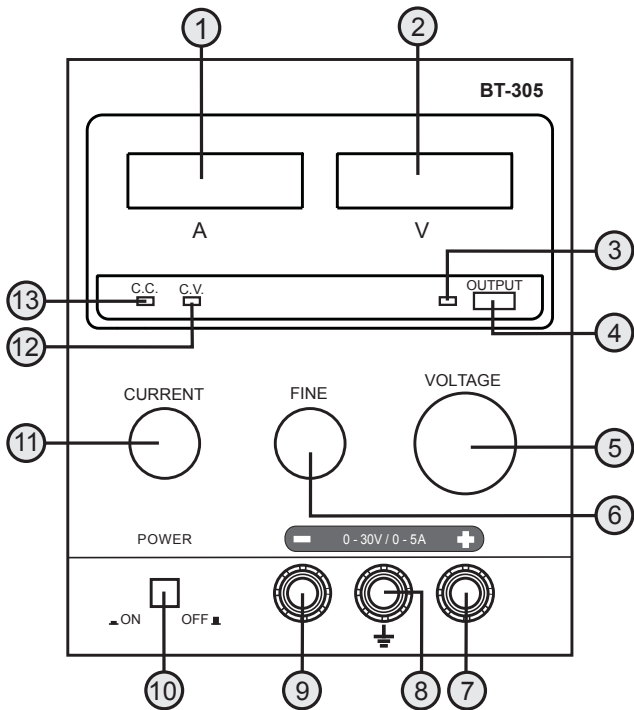 1
2
BT-305
A
V
3
C.C.
C.V.
OUTPUT
13
12
4
CURRENT
FINE
VOLTAGE
11
5
6
POWER
0 - 30V / 0 - 5A
ON
OFF
10
9
8
7